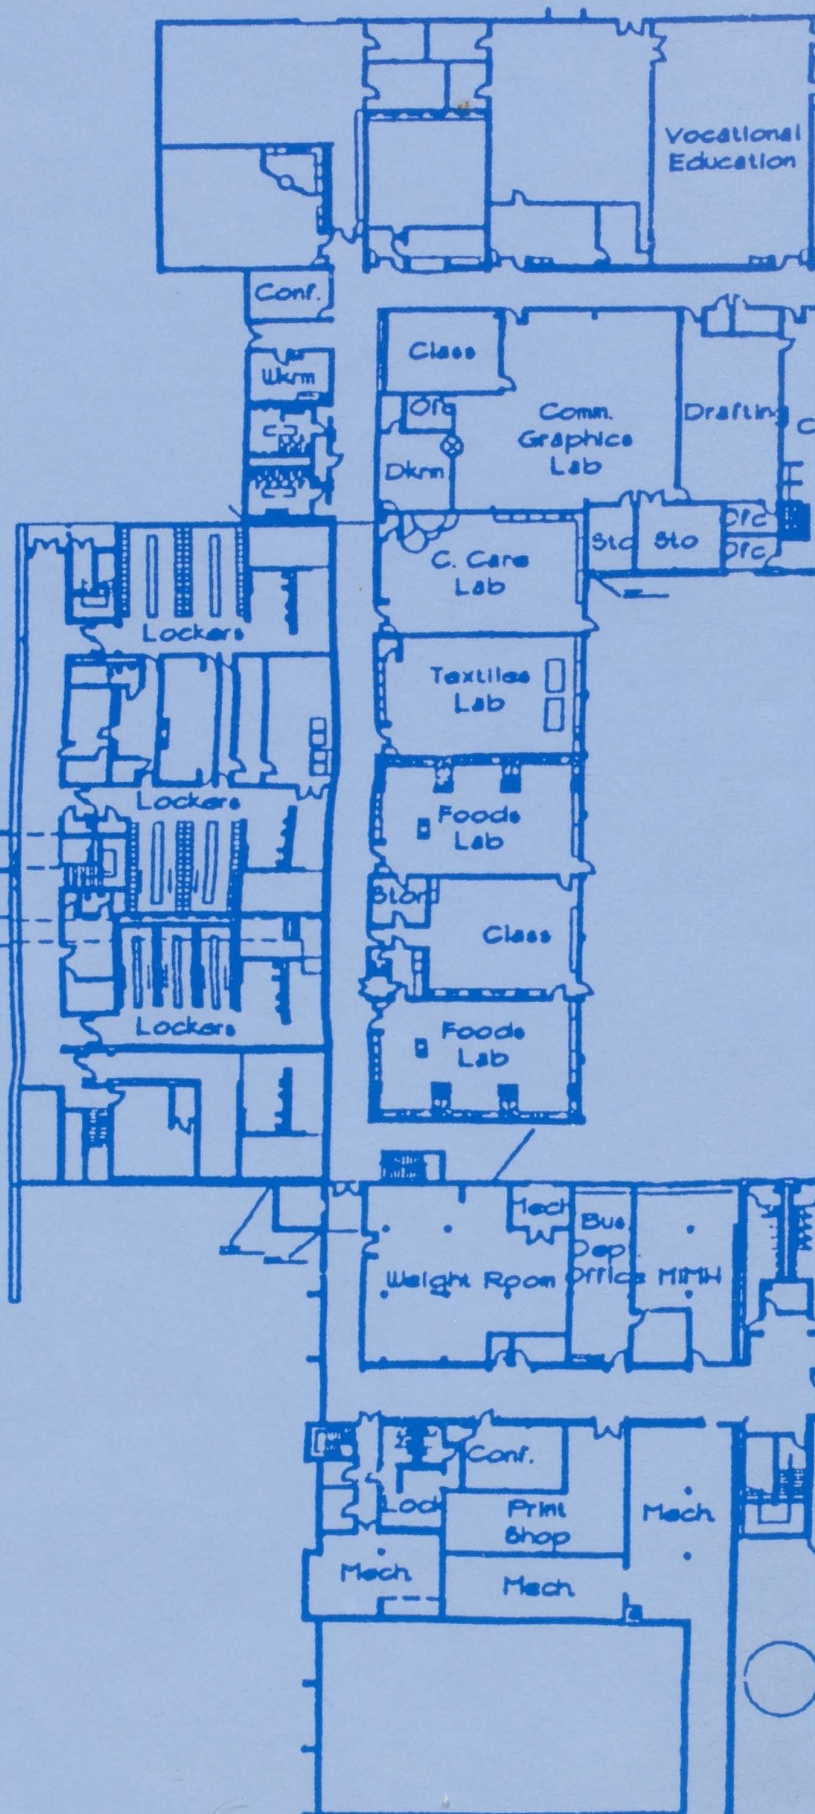 Vocational
Education
Conf.
Class
Wkrm
Ofc
Comm.
Graphics
Lab
Drafting
C
Dkrm
Sto
Sto
Ofc
Ofc
C. Care
Lab
Lockers
Textiles
Lab
Lockers
Foods
Lab
Stor
Class
Lockers
Foods
Lab
Mech
Bus.
Dep
Office
Weight Room
MIMH
Conf.
Lock
Print
Shop
Mech
Mech
Mech